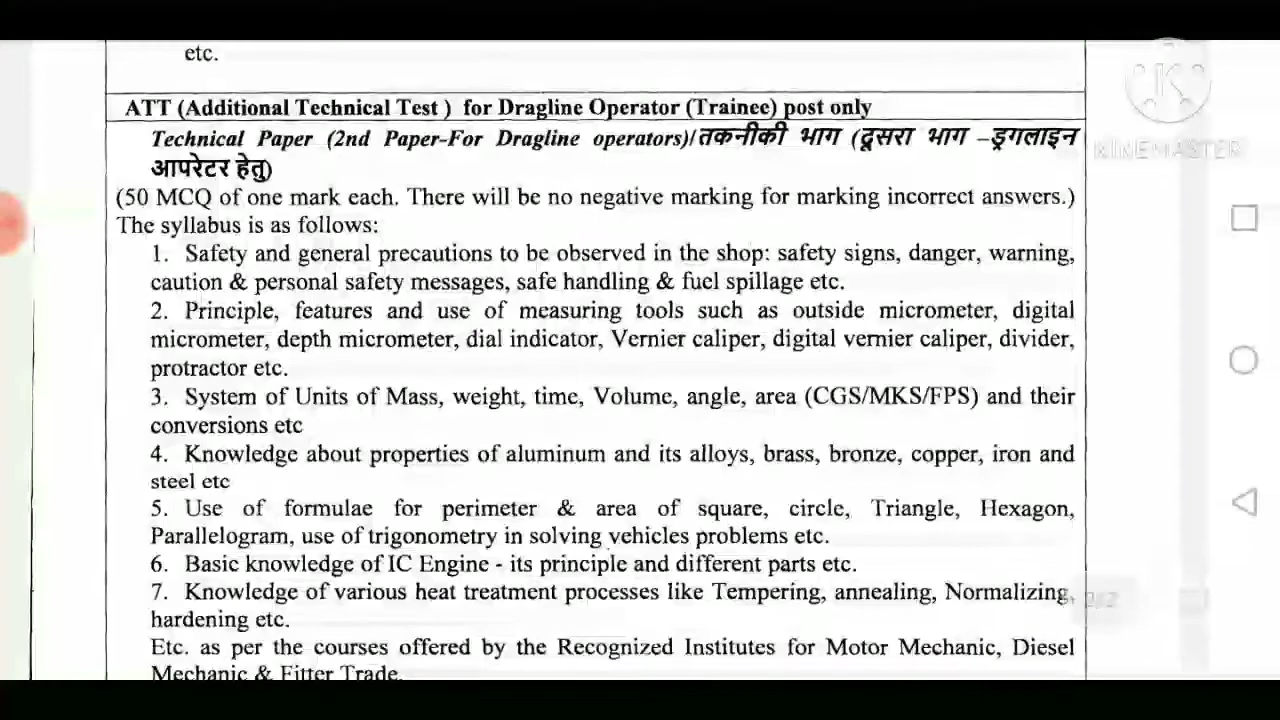 etc.
ATT (Additional Technical Test ) for Dragline Operator (Trainee) post only
Technical Paper (2nd Paper-For Dragline operators)/तकनीकी भाग (दूसरा भाग –ड्रगलाइन
आपरेटर हेतु)
(50 MCQ of one mark each. There will be no negative marking for marking incorrect answers.)
The syllabus is as follows:
1. Safety and general precautions to be observed in the shop: safety signs, danger, warning,
caution & personal safety messages, safe handling & fuel spillage etc.
2. Principle, features and use of measuring tools such as outside micrometer, digital
micrometer, depth micrometer, dial indicator, Vernier caliper, digital vernier caliper, divider,
protractor etc.
3. System of Units of Mass, weight, time, Volume, angle, area (CGS/MKS/FPS) and their
conversions etc
4. Knowledge about properties of aluminum and its alloys, brass, bronze, copper, iron and
steel etc
5. Use of formulae for perimeter & area of square, circle, Triangle, Hexagon,
Parallelogram, use of trigonometry in solving vehicles problems etc.
6. Basic knowledge of IC Engine - its principle and different parts etc.
7. Knowledge of various heat treatment processes like Tempering, annealing, Normalizing,
hardening etc.
Etc. as per the courses offered by the Recognized Institutes for Motor Mechanic, Diesel
Mechanic & Fitter Trade.
K
KINEMASTER